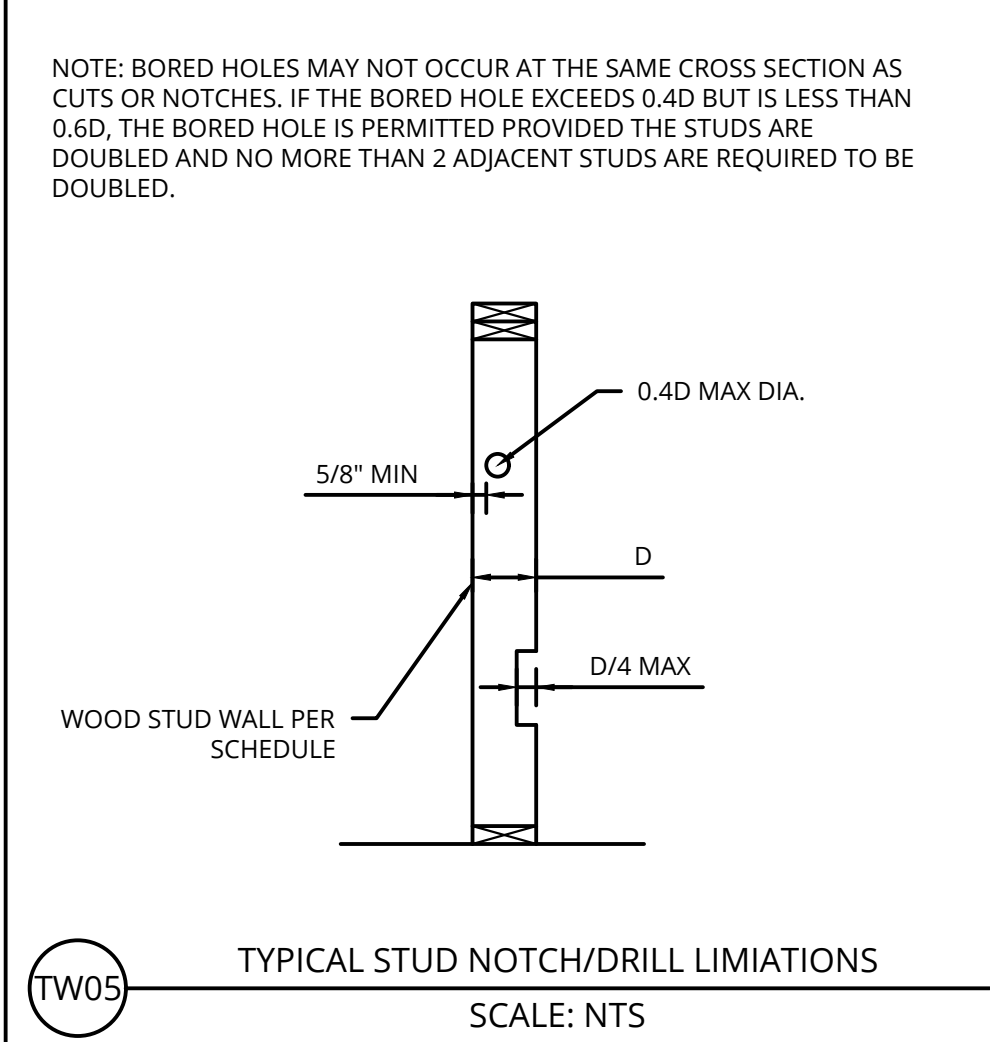 NOTE: BORED HOLES MAY NOT OCCUR AT THE SAME CROSS SECTION AS
CUTS OR NOTCHES. IF THE BORED HOLE EXCEEDS 0.4D BUT IS LESS THAN
0.6D, THE BORED HOLE IS PERMITTED PROVIDED THE STUDS ARE
DOUBLED AND NO MORE THAN 2 ADJACENT STUDS ARE REQUIRED TO BE
DOUBLED.
0.4D MAX DIA.
5/8" MIN
D
D/4 MAX
WOOD STUD WALL PER
SCHEDULE
TW05
TYPICAL STUD NOTCH/DRILL LIMIATIONS
SCALE: NTS